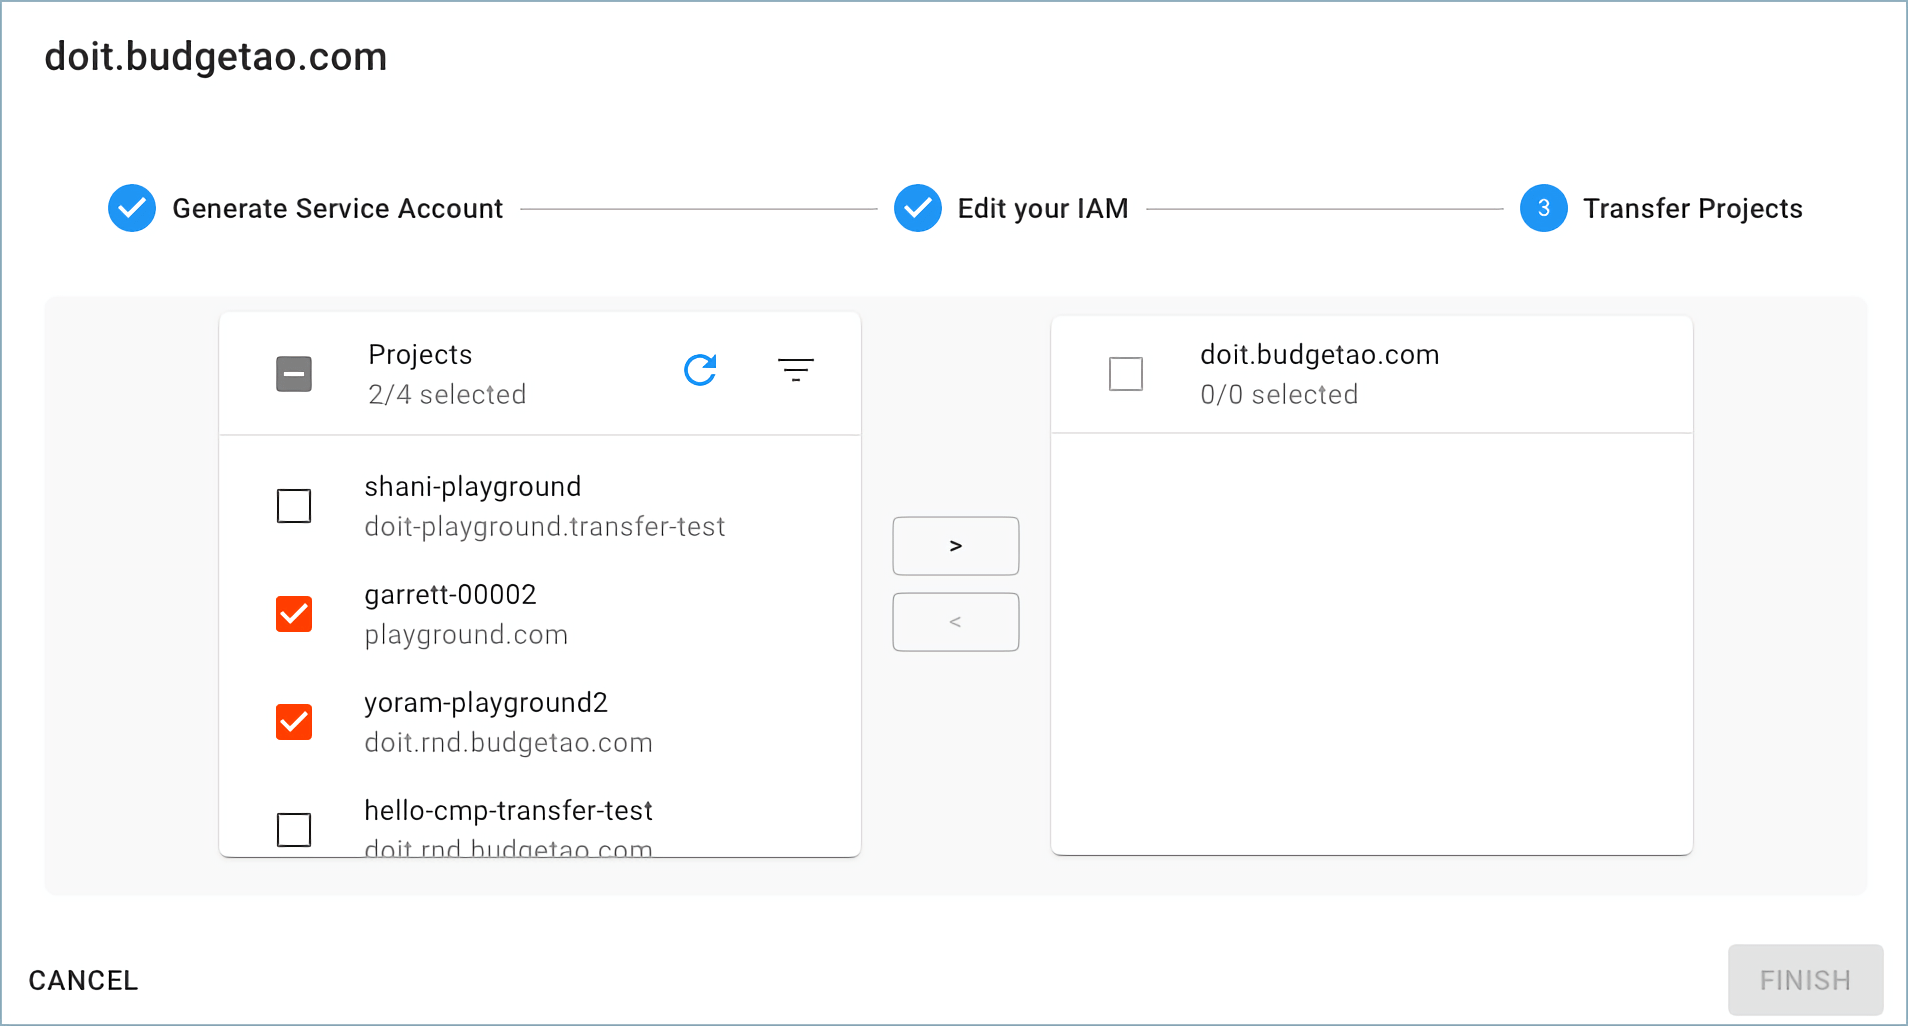 doit.budgetao.com
Generate Service Account
Edit your IAM
3 Transfer Projects
Projects
2/4 selected
shani-playground
doit-playground.transfer-test
garrett-00002
playground.com
yoram-playground2
doit.rnd.budgetao.com
hello-cmp-transfer-test
doit.rnd.budgetao.com
>
<
doit.budgetao.com
0/0 selected
CANCEL
FINISH